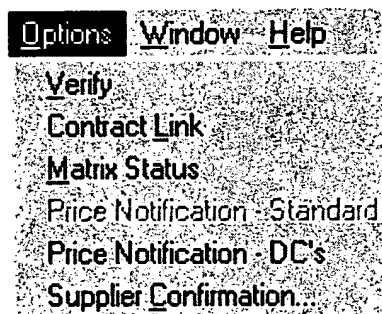 Options Window Help
Verify
Contract Link
Matrix Status
Price Notification - Standard
Price Notification - DC's
Supplier Confirmation...